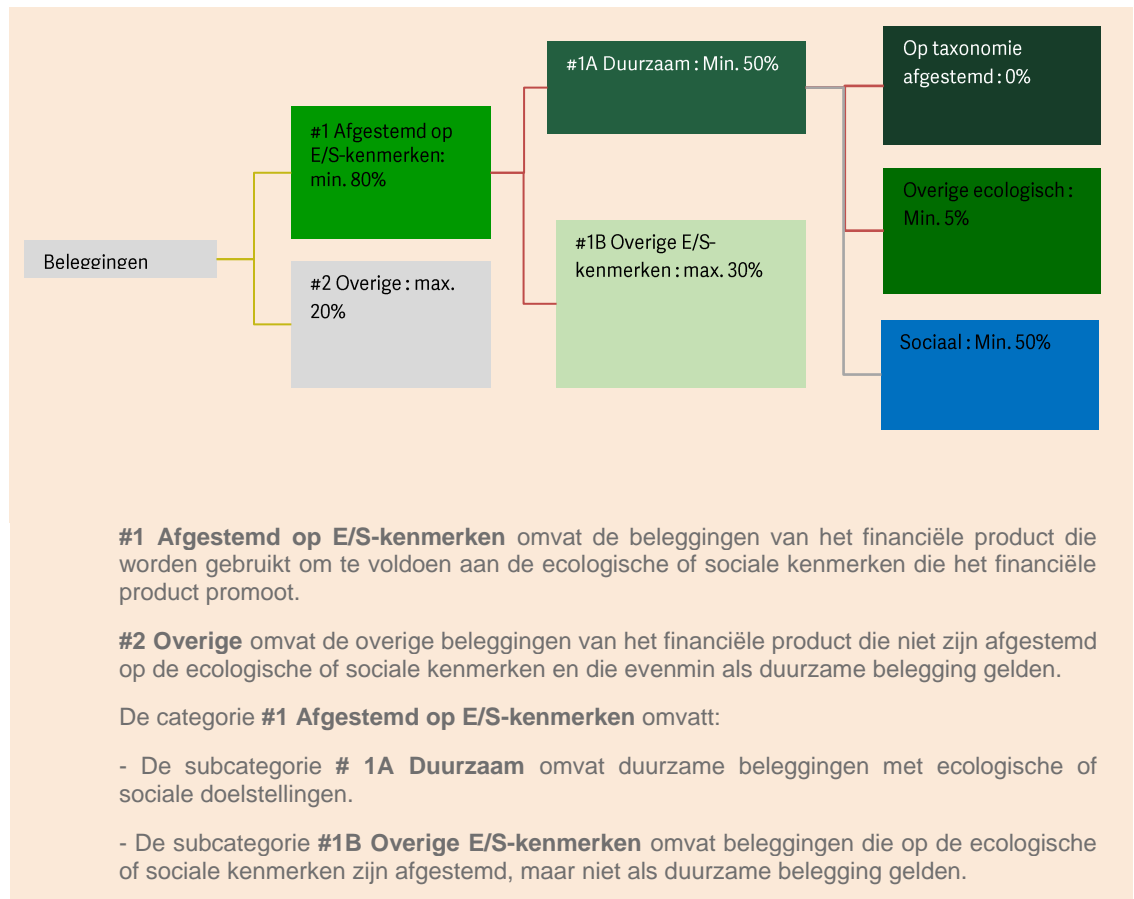 Beleggingen
#1 Afgestemd op
E/S-kenmerken:
min. 80%
#2 Overige : max.
20%
#1A Duurzaam : Min. 50%
#1B Overige E/S-
kenmerken : max. 30%
Op taxonomie
afgestemd : 0%
Overige ecologisch :
Min. 5%
Sociaal : Min. 50%
#1 Afgestemd op E/S-kenmerken omvat de beleggingen van het financiële product die
worden gebruikt om te voldoen aan de ecologische of sociale kenmerken die het financiële
product promoot.
#2 Overige omvat de overige beleggingen van het financiële product die niet zijn afgestemd
op de ecologische of sociale kenmerken en die evenmin als duurzame belegging gelden.
De categorie #1 Afgestemd op E/S-kenmerken omvatt:
- De subcategorie # 1A Duurzaam omvat duurzame beleggingen met ecologische of
sociale doelstellingen.
- De subcategorie #1B Overige E/S-kenmerken omvat beleggingen die op de ecologische
of sociale kenmerken zijn afgestemd, maar niet als duurzame belegging gelden.